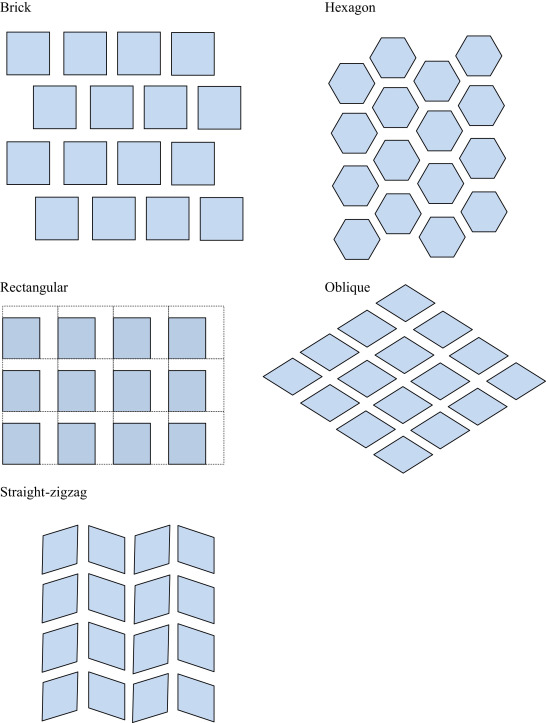 Brick
Hexagon
Rectangular
Oblique
Straight-zigzag